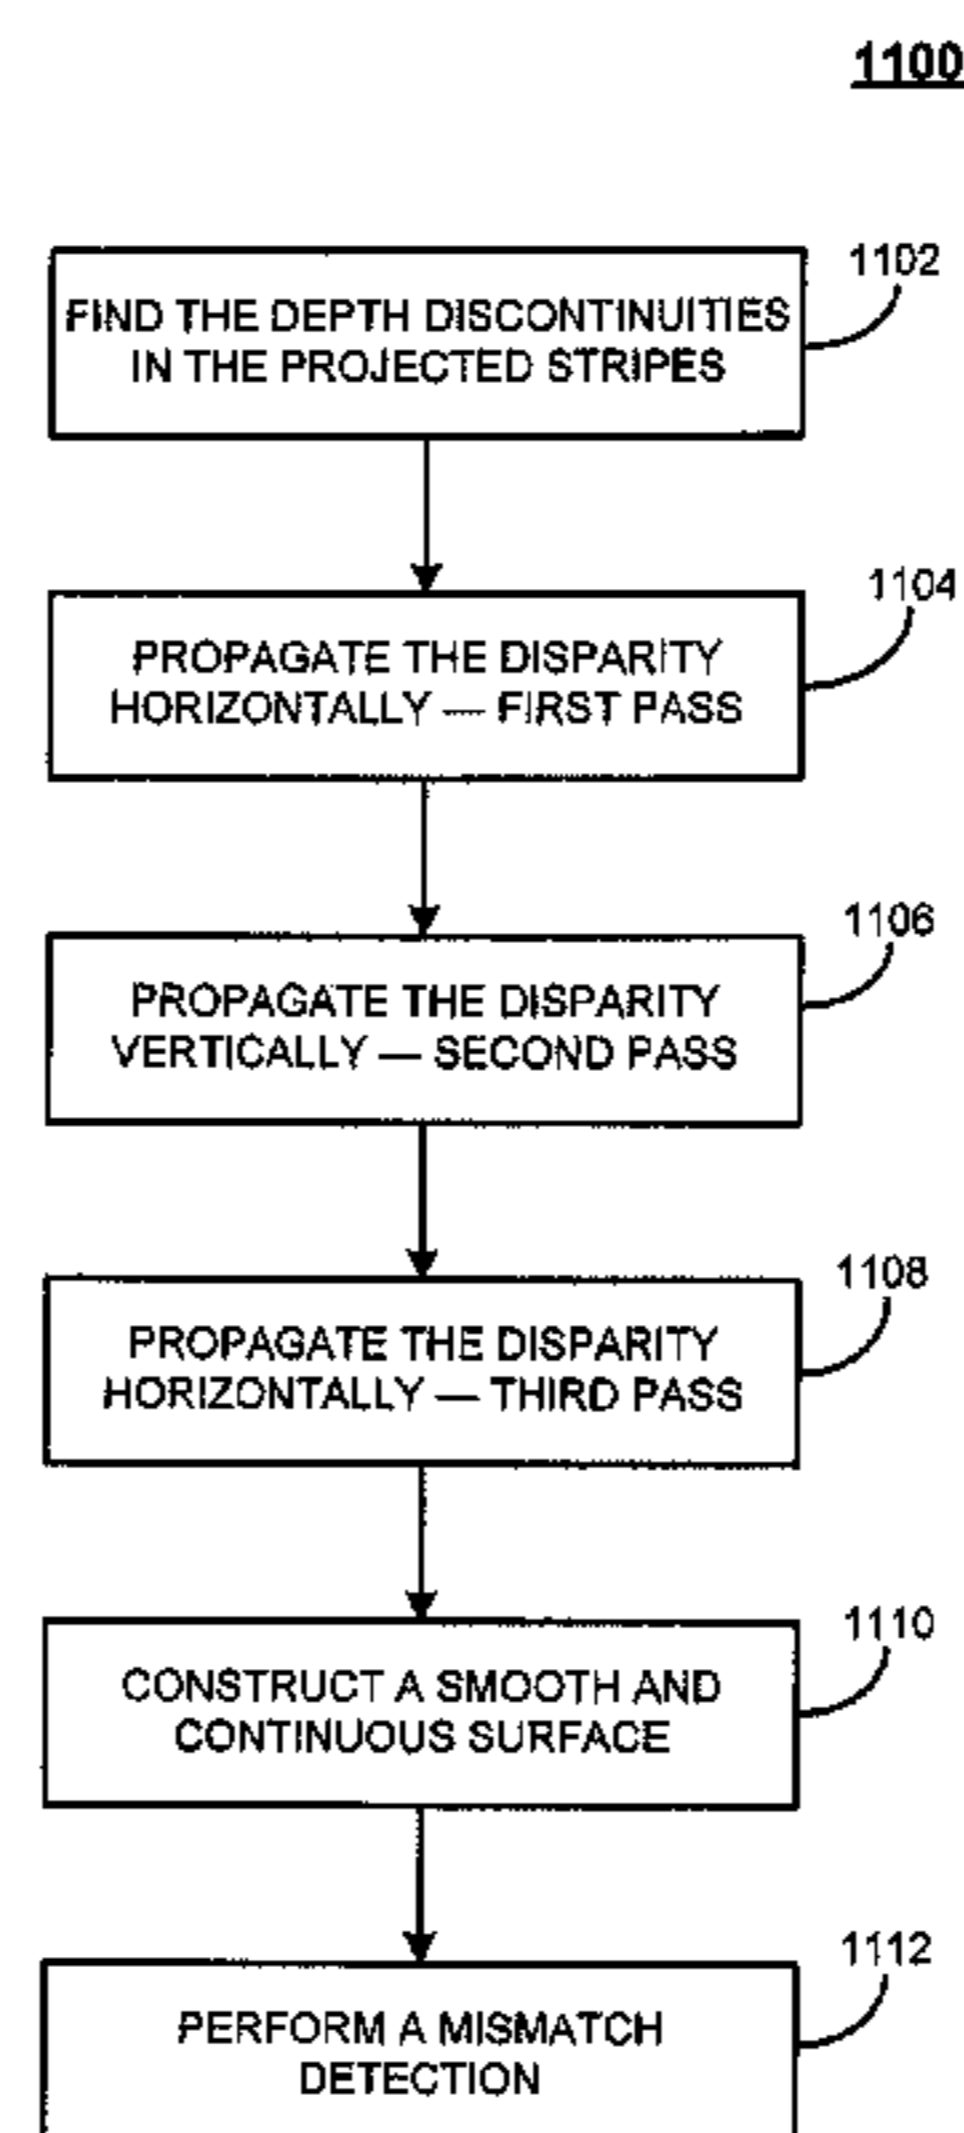 1100
1102
FIND THE DEPTH DISCONTINUITIES
IN THE PROJECTED STRIPES
1104
PROPAGATE THE DISPARITY
HORIZONTALLY — FIRST PASS
1106
PROPAGATE THE DISPARITY
VERTICALLY — SECOND PASS
1108
PROPAGATE THE DISPARITY
HORIZONTALLY — THIRD PASS
1110
CONSTRUCT A SMOOTH AND
CONTINUOUS SURFACE
1112
PERFORM A MISMATCH
DETECTION